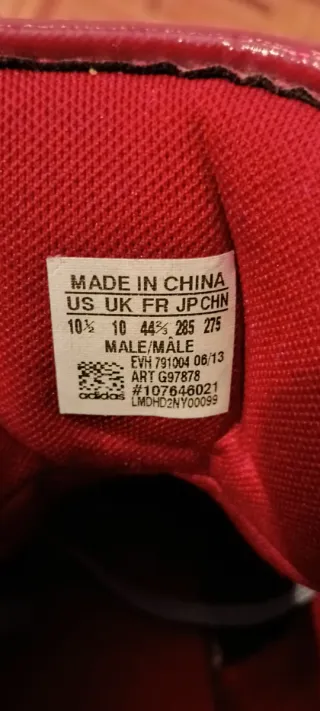 MADE IN CHINA
US UK FR JP CHN
10½ 10 44⅔ 285 275
MALE/MÂLE
EVH 791004 06/13
ART G97878
#107646021
LMDHD2NY00099
adidas